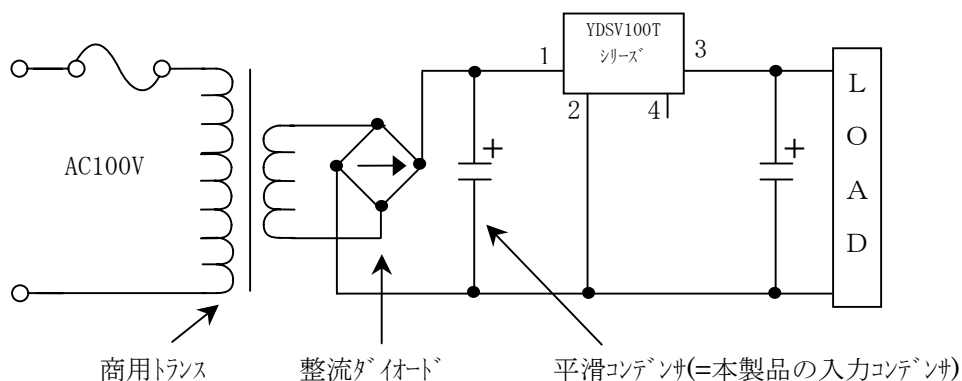 YDSV100T
ｼﾘｰｽﾞ
1
3
2
4
+
+
AC100V
L
O
A
D
商用ﾄﾗﾝｽ
整流ﾀﾞｲｵｰﾄﾞ
平滑ｺﾝﾃﾞﾝｻ(=本製品の入力ｺﾝﾃﾞﾝｻ)